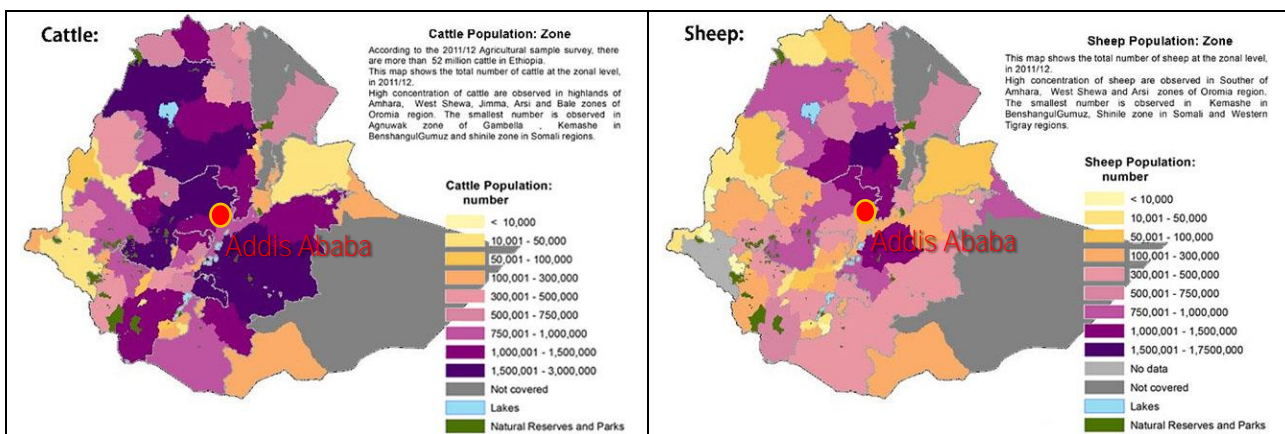 Cattle:
Cattle Population: Zone
According to the 2011/12 Agricultural sample survey, there
are more than 52 million cattle in Ethiopia.
This map shows the total number of cattle at the zonal level,
in 2011/12.
High concentration of cattle are observed in highlands of
Amhara, West Shewa, Jimma, Arsi and Bale zones of
Oromia region. The smallest number is observed in
Agnuwak zone of Gambella , Kemashe in
BenshangulGumuz and shinile zone in Somali regions.
Cattle Population:
number
< 10,000
10,001 - 50,000
50,001 - 100,000
100,001 - 300,000
300,001 - 500,000
500,001 - 750,000
750,001 - 1,000,000
1,000,001 - 1,500,000
1,500,001 - 3,000,000
Not covered
Lakes
Natural Reserves and Parks
Addis Ababa
Sheep:
Sheep Population: Zone
This map shows the total number of sheep at the zonal level,
in 2011/12.
High concentration of sheep are observed in Souther of
Amhara, West Shewa and Arsi zones of Oromia region.
The smallest number is observed in Kemashe in
BenshangulGumuz, Shinile zone in Somali and Western
Tigray regions.
Sheep Population:
number
< 10,000
10,001 - 50,000
50,001 - 100,000
100,001 - 300,000
300,001 - 500,000
500,001 - 750,000
750,001 - 1,000,000
1,000,001 - 1,500,000
1,500,001 - 1,7500,000
No data
Not covered
Lakes
Natural Reserves and Parks
Addis Ababa